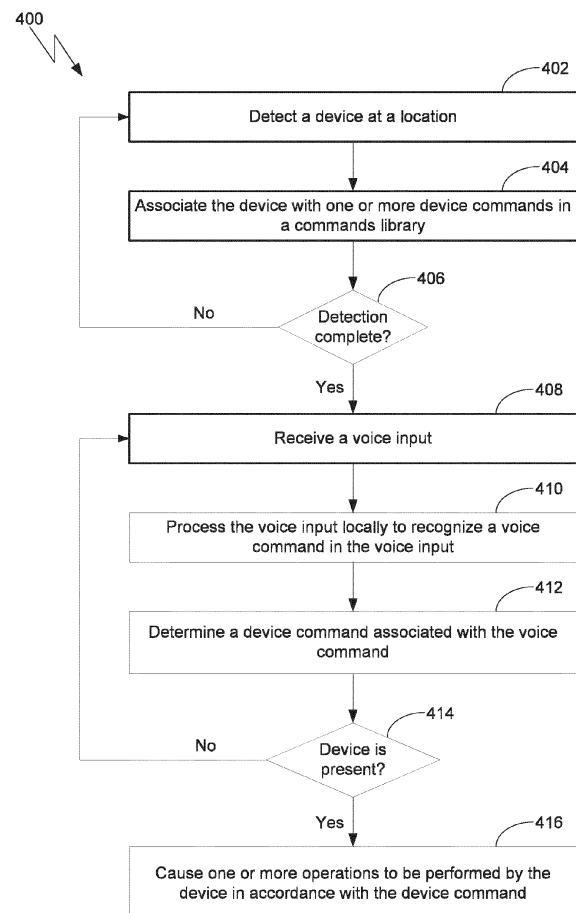 400
402
Detect a device at a location
404
Associate the device with one or more device commands in
a commands library
406
Detection
complete?
No
Yes
408
Receive a voice input
410
Process the voice input locally to recognize a voice
command in the voice input
412
Determine a device command associated with the voice
command
414
Device is
present?
No
Yes
416
Cause one or more operations to be performed by the
device in accordance with the device command